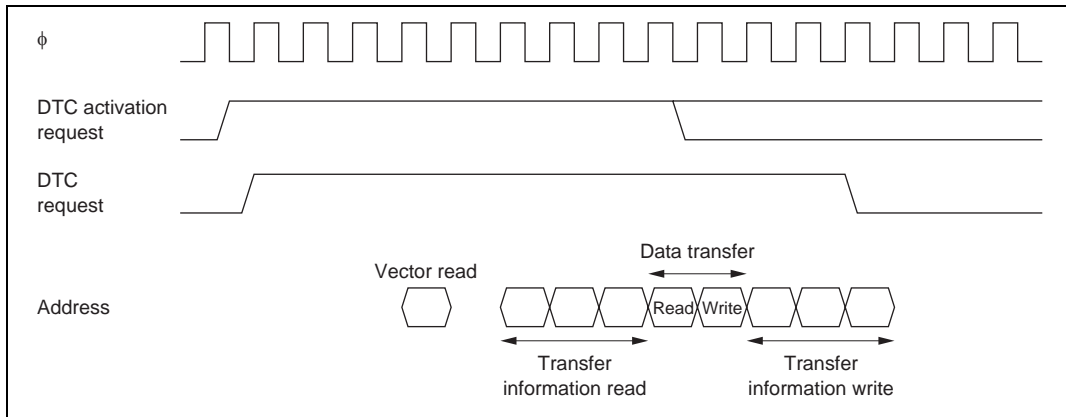 ϕ
DTC activation
request
DTC
request
Data transfer
Vector read
Address
Read
Write
Transfer
information read
Transfer
information write